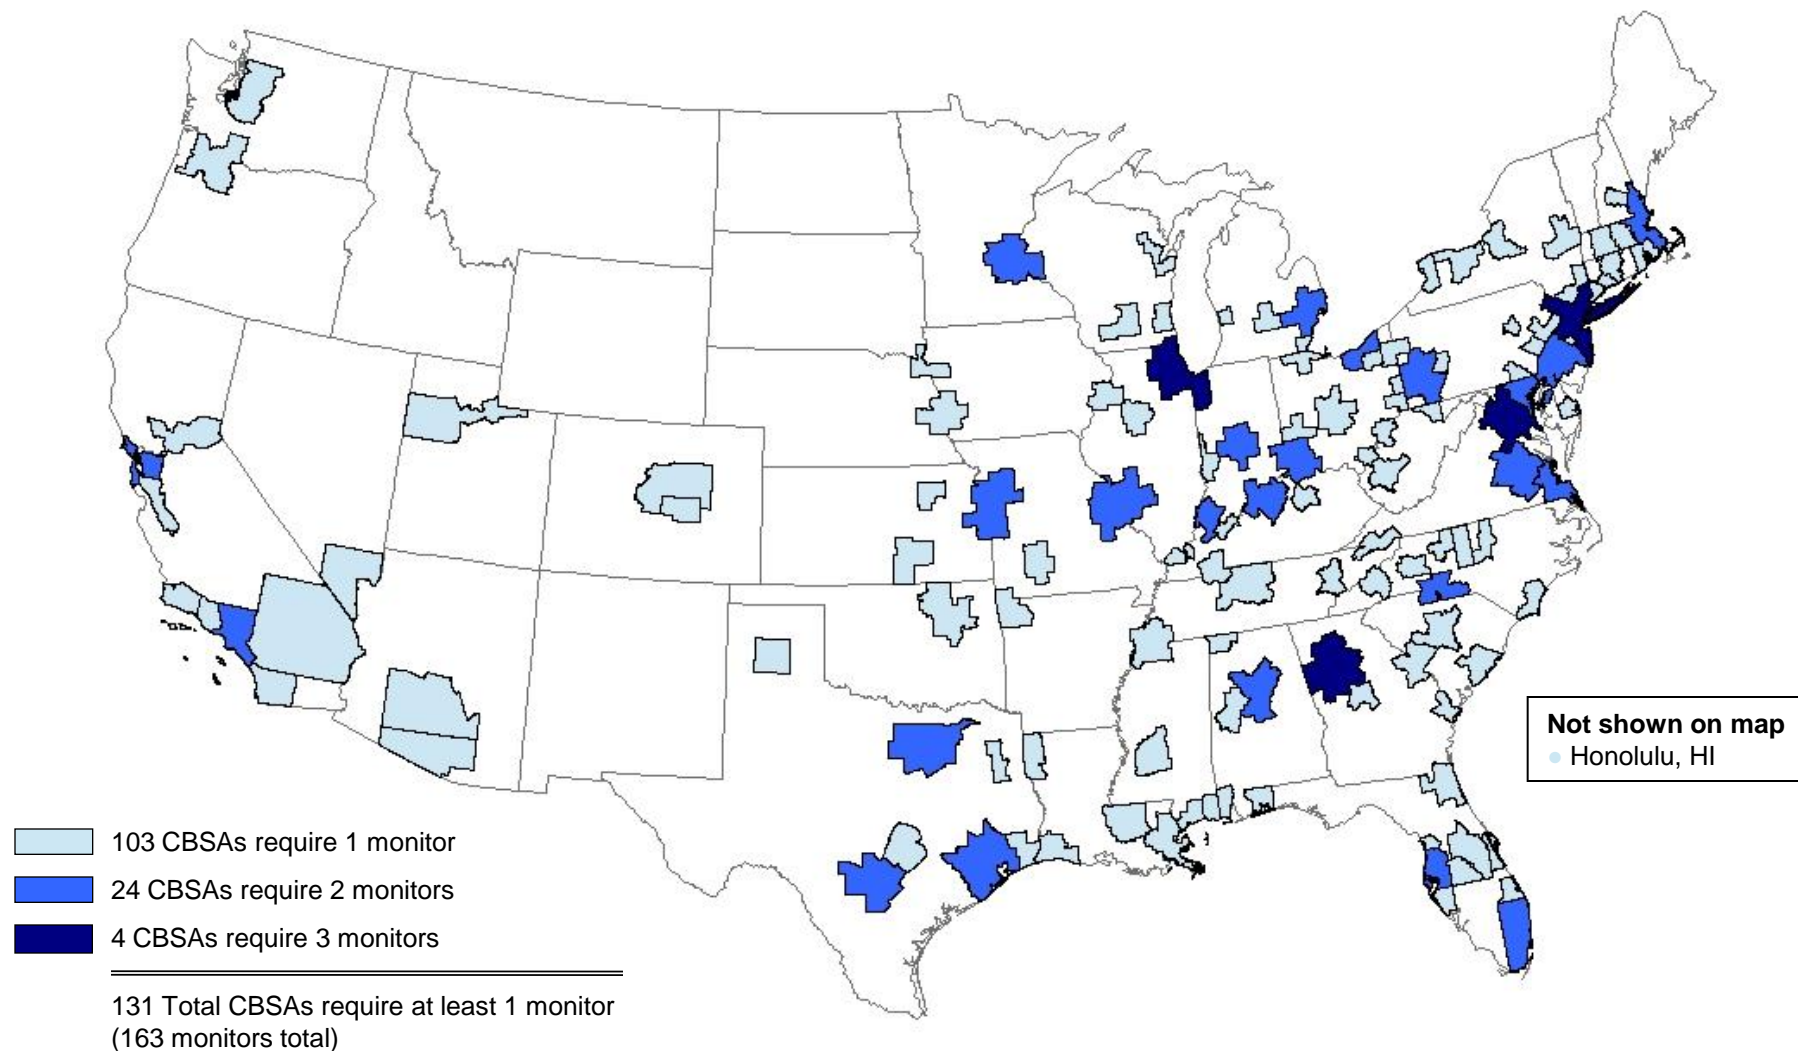 Not shown on map
Honolulu, HI
103 CBSAs require 1 monitor
24 CBSAs require 2 monitors
4 CBSAs require 3 monitors
131 Total CBSAs require at least 1 monitor
(163 monitors total)